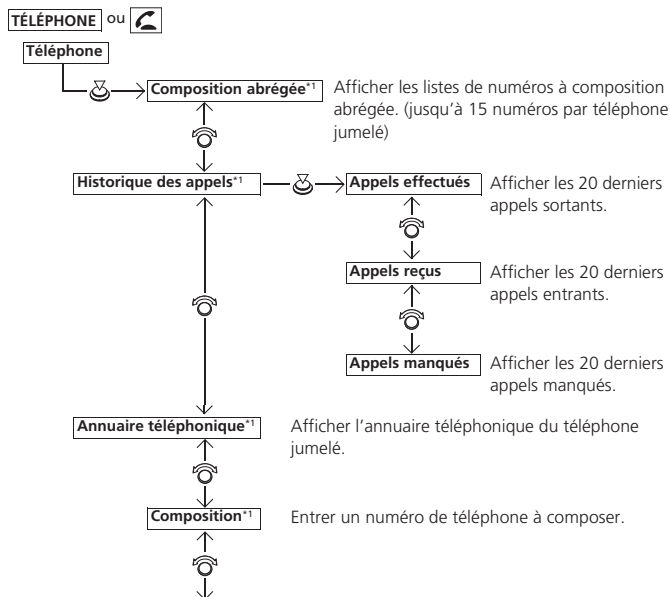 TÉLÉPHONE ou
Téléphone
Composition abrégée*1
Afficher les listes de numéros à composition
abrégée. (jusqu'à 15 numéros par téléphone
jumelé)
Historique des appels*1
Appels effectués
Afficher les 20 derniers
appels sortants.
Appels reçus
Afficher les 20 derniers
appels entrants.
Appels manqués
Afficher les 20 derniers
appels manqués.
Annuaire téléphonique*1
Afficher l'annuaire téléphonique du téléphone
jumelé.
Composition*1
Entrer un numéro de téléphone à composer.